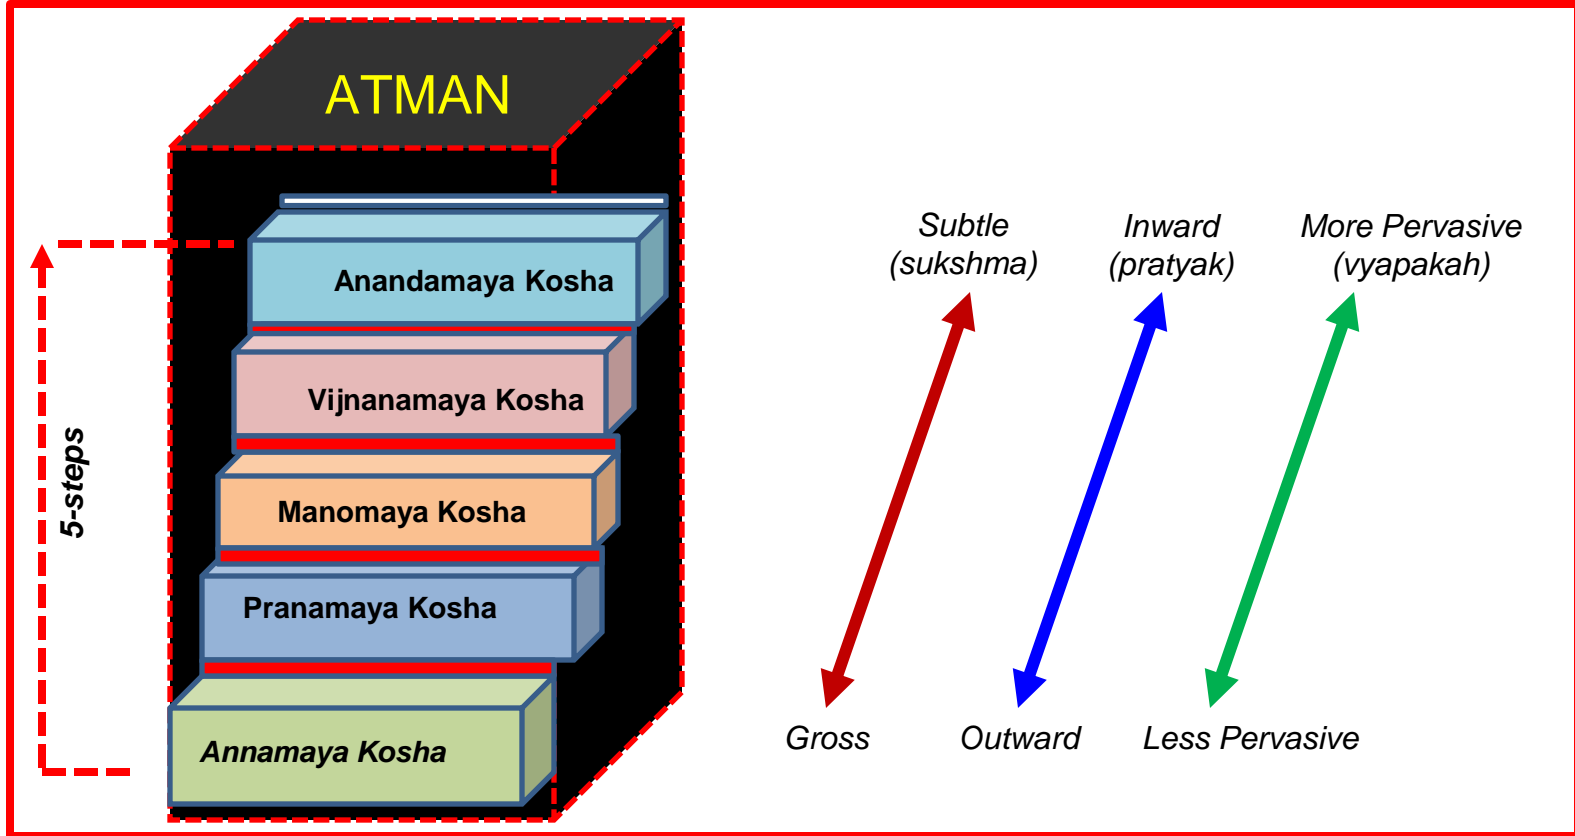 ATMAN
Anandamaya Kosha
Vijnanamaya Kosha
Manomaya Kosha
Pranamaya Kosha
Annamaya Kosha
5-steps
Subtle
(sukshma)
Inward
(pratyak)
More Pervasive
(vyapakah)
Gross
Outward
Less Pervasive